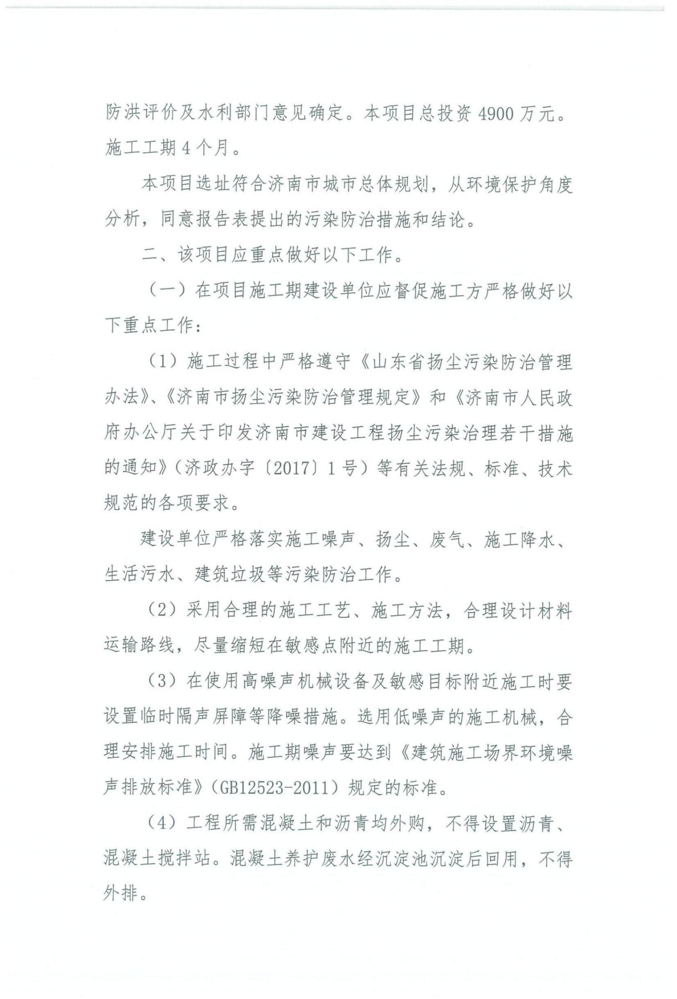 防洪评价及水利部门意见确定。本项目总投资 4900 万元。
施工工期 4 个月。
本项目选址符合济南市城市总体规划，从环境保护角度
分析，同意报告表提出的污染防治措施和结论。
二、该项目应重点做好以下工作。
（一）在项目施工期建设单位应督促施工方严格做好以
下重点工作：
（1）施工过程中严格遵守《山东省扬尘污染防治管理
办法》、《济南市扬尘污染防治管理规定》和《济南市人民政
府办公厅关于印发济南市建设工程扬尘污染治理若干措施
的通知》（济政办字〔2017〕1 号）等有关法规、标准、技术
规范的各项要求。
建设单位严格落实施工噪声、扬尘、废气、施工降水、
生活污水、建筑垃圾等污染防治工作。
（2）采用合理的施工工艺、施工方法，合理设计材料
运输路线，尽量缩短在敏感点附近的施工工期。
（3）在使用高噪声机械设备及敏感目标附近施工时要
设置临时隔声屏障等降噪措施。选用低噪声的施工机械，合
理安排施工时间。施工期噪声要达到《建筑施工场界环境噪
声排放标准》（GB12523-2011）规定的标准。
（4）工程所需混凝土和沥青均外购，不得设置沥青、
混凝土搅拌站。混凝土养护废水经沉淀池沉淀后回用，不得
外排。